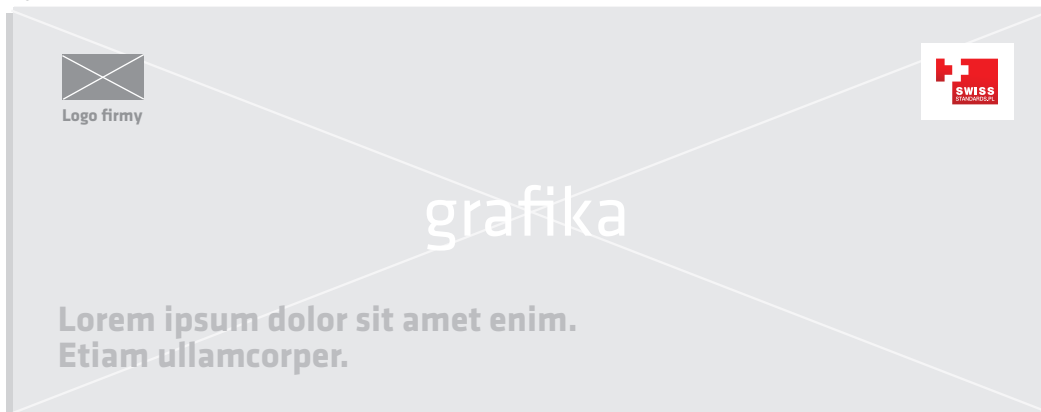 Logo firmy
SWISS
STANDARDS.PL
grafika
Lorem ipsum dolor sit amet enim.
Etiam ullamcorper.